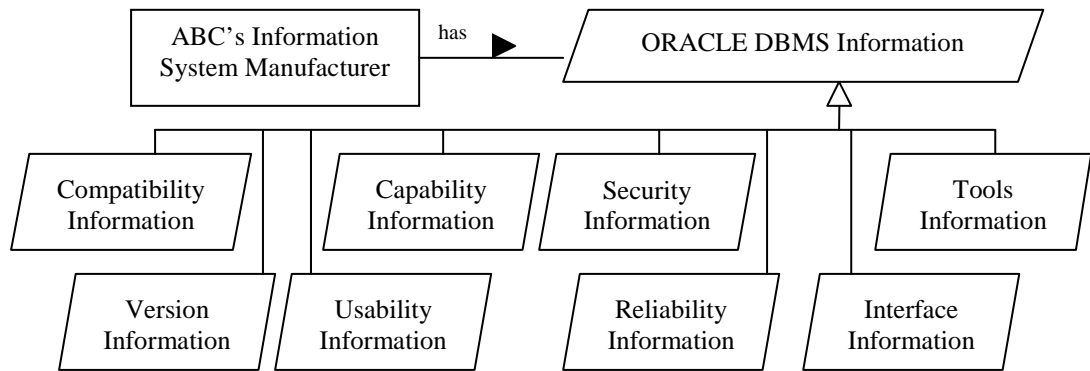 ABC’s Information
System Manufacturer
has
ORACLE DBMS Information
Compatibility
Information
Capability
Information
Security
Information
Tools
Information
Version
Information
Usability
Information
Reliability
Information
Interface
Information